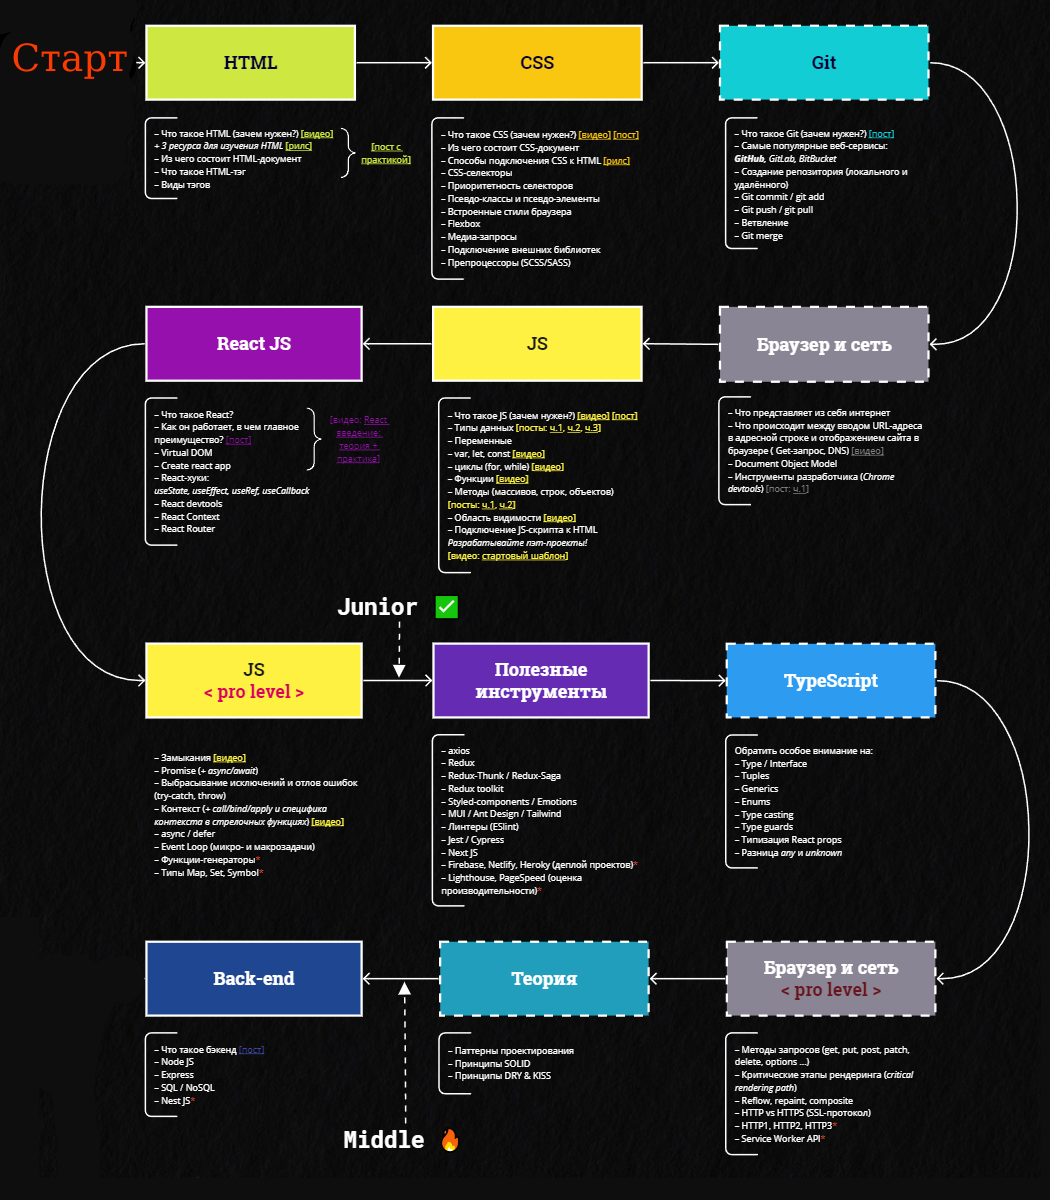 Старт
HTML
CSS
Git
– Что такое HTML (зачем нужен?) [видео]
+ 3 ресурса для изучения HTML [рилс]
– Из чего состоит HTML-документ
– Что такое HTML-тэг
– Виды тэгов
[пост с
практикой]
– Что такое CSS (зачем нужен?) [видео] [пост]
– Из чего состоит CSS-документ
– Способы подключения CSS к HTML [рилс]
– CSS-селекторы
– Приоритетность селекторов
– Псевдо-классы и псевдо-элементы
– Встроенные стили браузера
– Flexbox
– Медиа-запросы
– Подключение внешних библиотек
– Препроцессоры (SCSS/SASS)
– Что такое Git (зачем нужен?) [пост]
– Самые популярные веб-сервисы:
GitHub, GitLab, BitBucket
– Создание репозитория (локального и
удалённого)
– Git commit / git add
– Git push / git pull
– Ветвление
– Git merge
React JS
JS
Браузер и сеть
– Что такое React?
– Как он работает, в чем главное
преимущество? [пост]
– Virtual DOM
– Create react app
– React-хуки:
useState, useEffect, useRef, useCallback
– React devtools
– React Context
– React Router
[видео: React
введение:
теория +
практика]
– Что такое JS (зачем нужен?) [видео] [пост]
– Типы данных [посты: ч.1, ч.2, ч.3]
– Переменные
– var, let, const [видео]
– циклы (for, while) [видео]
– Функции [видео]
– Методы (массивов, строк, объектов)
[посты: ч.1, ч.2]
– Область видимости [видео]
– Подключение JS-скрипта к HTML
Разрабатывайте пэт-проекты!
[видео: стартовый шаблон]
– Что представляет из себя интернет
– Что происходит между вводом URL-адреса
в адресной строке и отображением сайта в
браузере ( Get-запрос, DNS) [видео]
– Document Object Model
– Инструменты разработчика (Chrome
devtools) [пост: ч.1]
Junior ✅
JS
< pro level >
Полезные
инструменты
TypeScript
– Замыкания [видео]
– Promise (+ async/await)
– Выбрасывание исключений и отлов ошибок
(try-catch, throw)
– Контекст (+ call/bind/apply и специфика
контекста в стрелочных функциях) [видео]
– async / defer
– Event Loop (микро- и макрозадачи)
– Функции-генераторы*
– Типы Map, Set, Symbol*
– axios
– Redux
– Redux-Thunk / Redux-Saga
– Redux toolkit
– Styled-components / Emotions
– MUI / Ant Design / Tailwind
– Линтеры (ESlint)
– Jest / Cypress
– Next JS
– Firebase, Netlify, Heroky (деплой проектов)*
– Lighthouse, PageSpeed (оценка
производительности)*
Обратить особое внимание на:
– Type / Interface
– Tuples
– Generics
– Enums
– Type casting
– Type guards
– Типизация React props
– Разница any и unknown
Back-end
Теория
Браузер и сеть
< pro level >
– Что такое бэкенд [пост]
– Node JS
– Express
– SQL / NoSQL
– Nest JS*
– Паттерны проектирования
– Принципы SOLID
– Принципы DRY & KISS
– Методы запросов (get, put, post, patch,
delete, options ...)
– Критические этапы рендеринга (critical
rendering path)
– Reflow, repaint, composite
– HTTP vs HTTPS (SSL-протокол)
– HTTP1, HTTP2, HTTP3*
– Service Worker API*
Middle 🔥